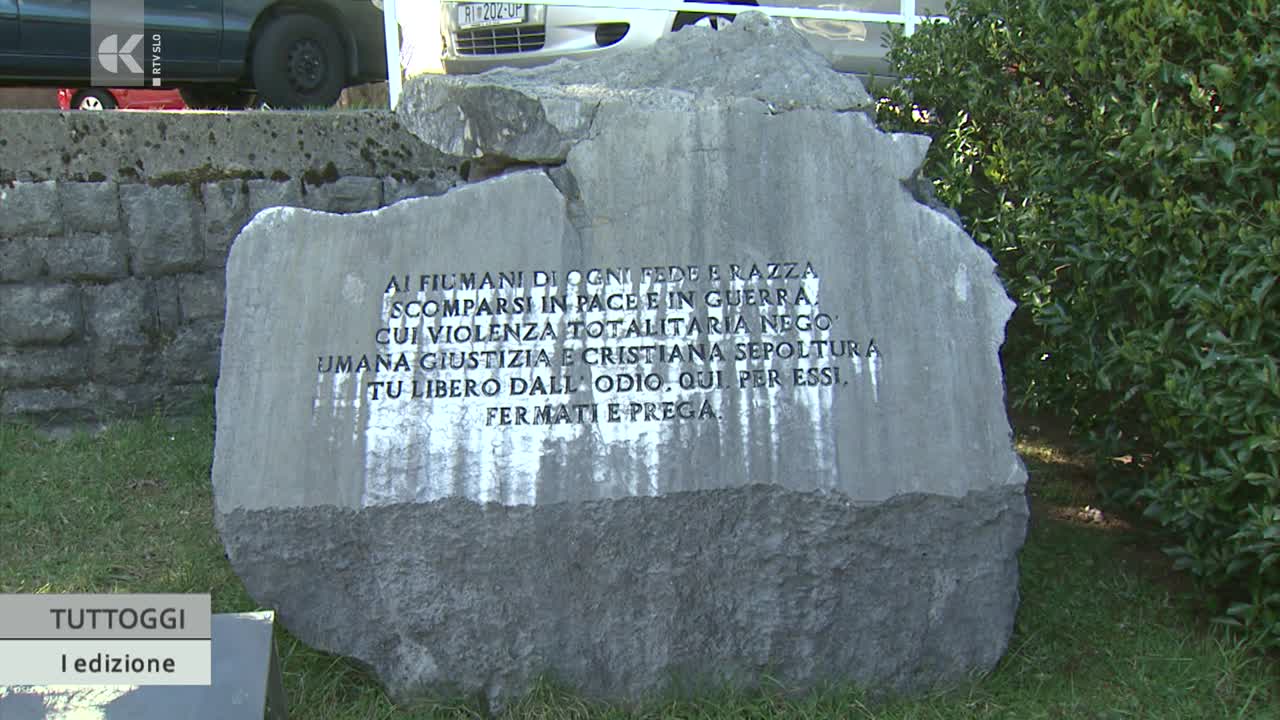 RI 202-UP
RTV SLO
AI FIUMANI DI OGNI FEDE E RAZZA
SCOMPARSI IN PACE E IN GUERRA,
CUI VIOLENZA TOTALITARIA NEGO'
UMANA GIUSTIZIA E CRISTIANA SEPOLTURA
TU LIBERO DALL' ODIO, QUI, PER ESSI,
FERMATI E PREGA.
TUTTOGGI
I edizione